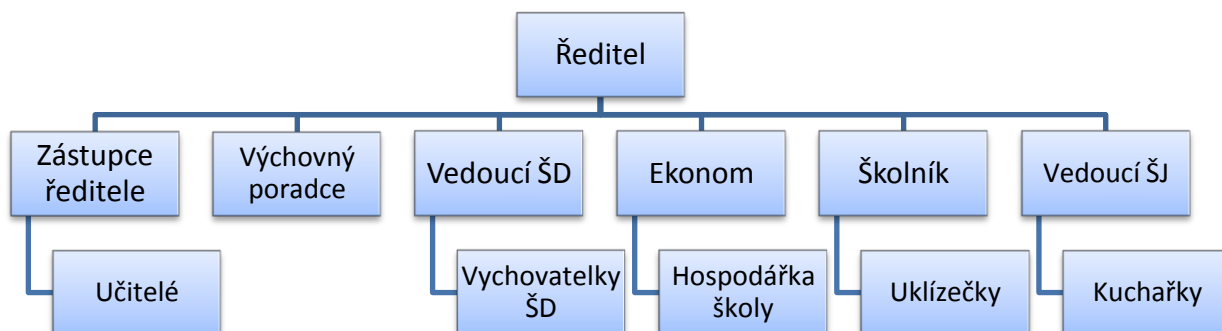 Ředitel
Zástupce
ředitele
Výchovný
poradce
Vedoucí ŠD
Ekonom
Školník
Vedoucí ŠJ
Učitelé
Vychovatelky
ŠD
Hospodářka
školy
Uklízečky
Kuchařky